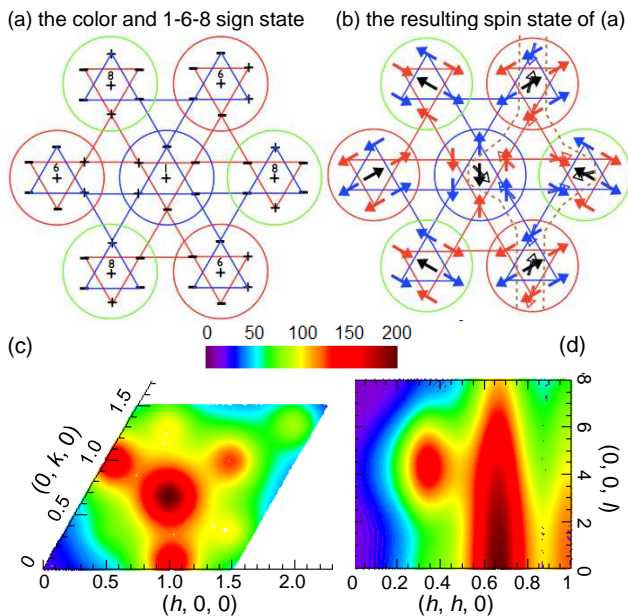 (a) the color and 1-6-8 sign state
(b) the resulting spin state of (a)
8
6
6
1
8
8
6
0 50 100 150 200
(c)
(d)
(0, k, 0)
0 0.5 1.0 1.5
0 1.0 2.0
(h, 0, 0)
0 2 4 6 8
(0, 0, l)
0 0.2 0.4 0.6 0.8 1
(h, h, 0)